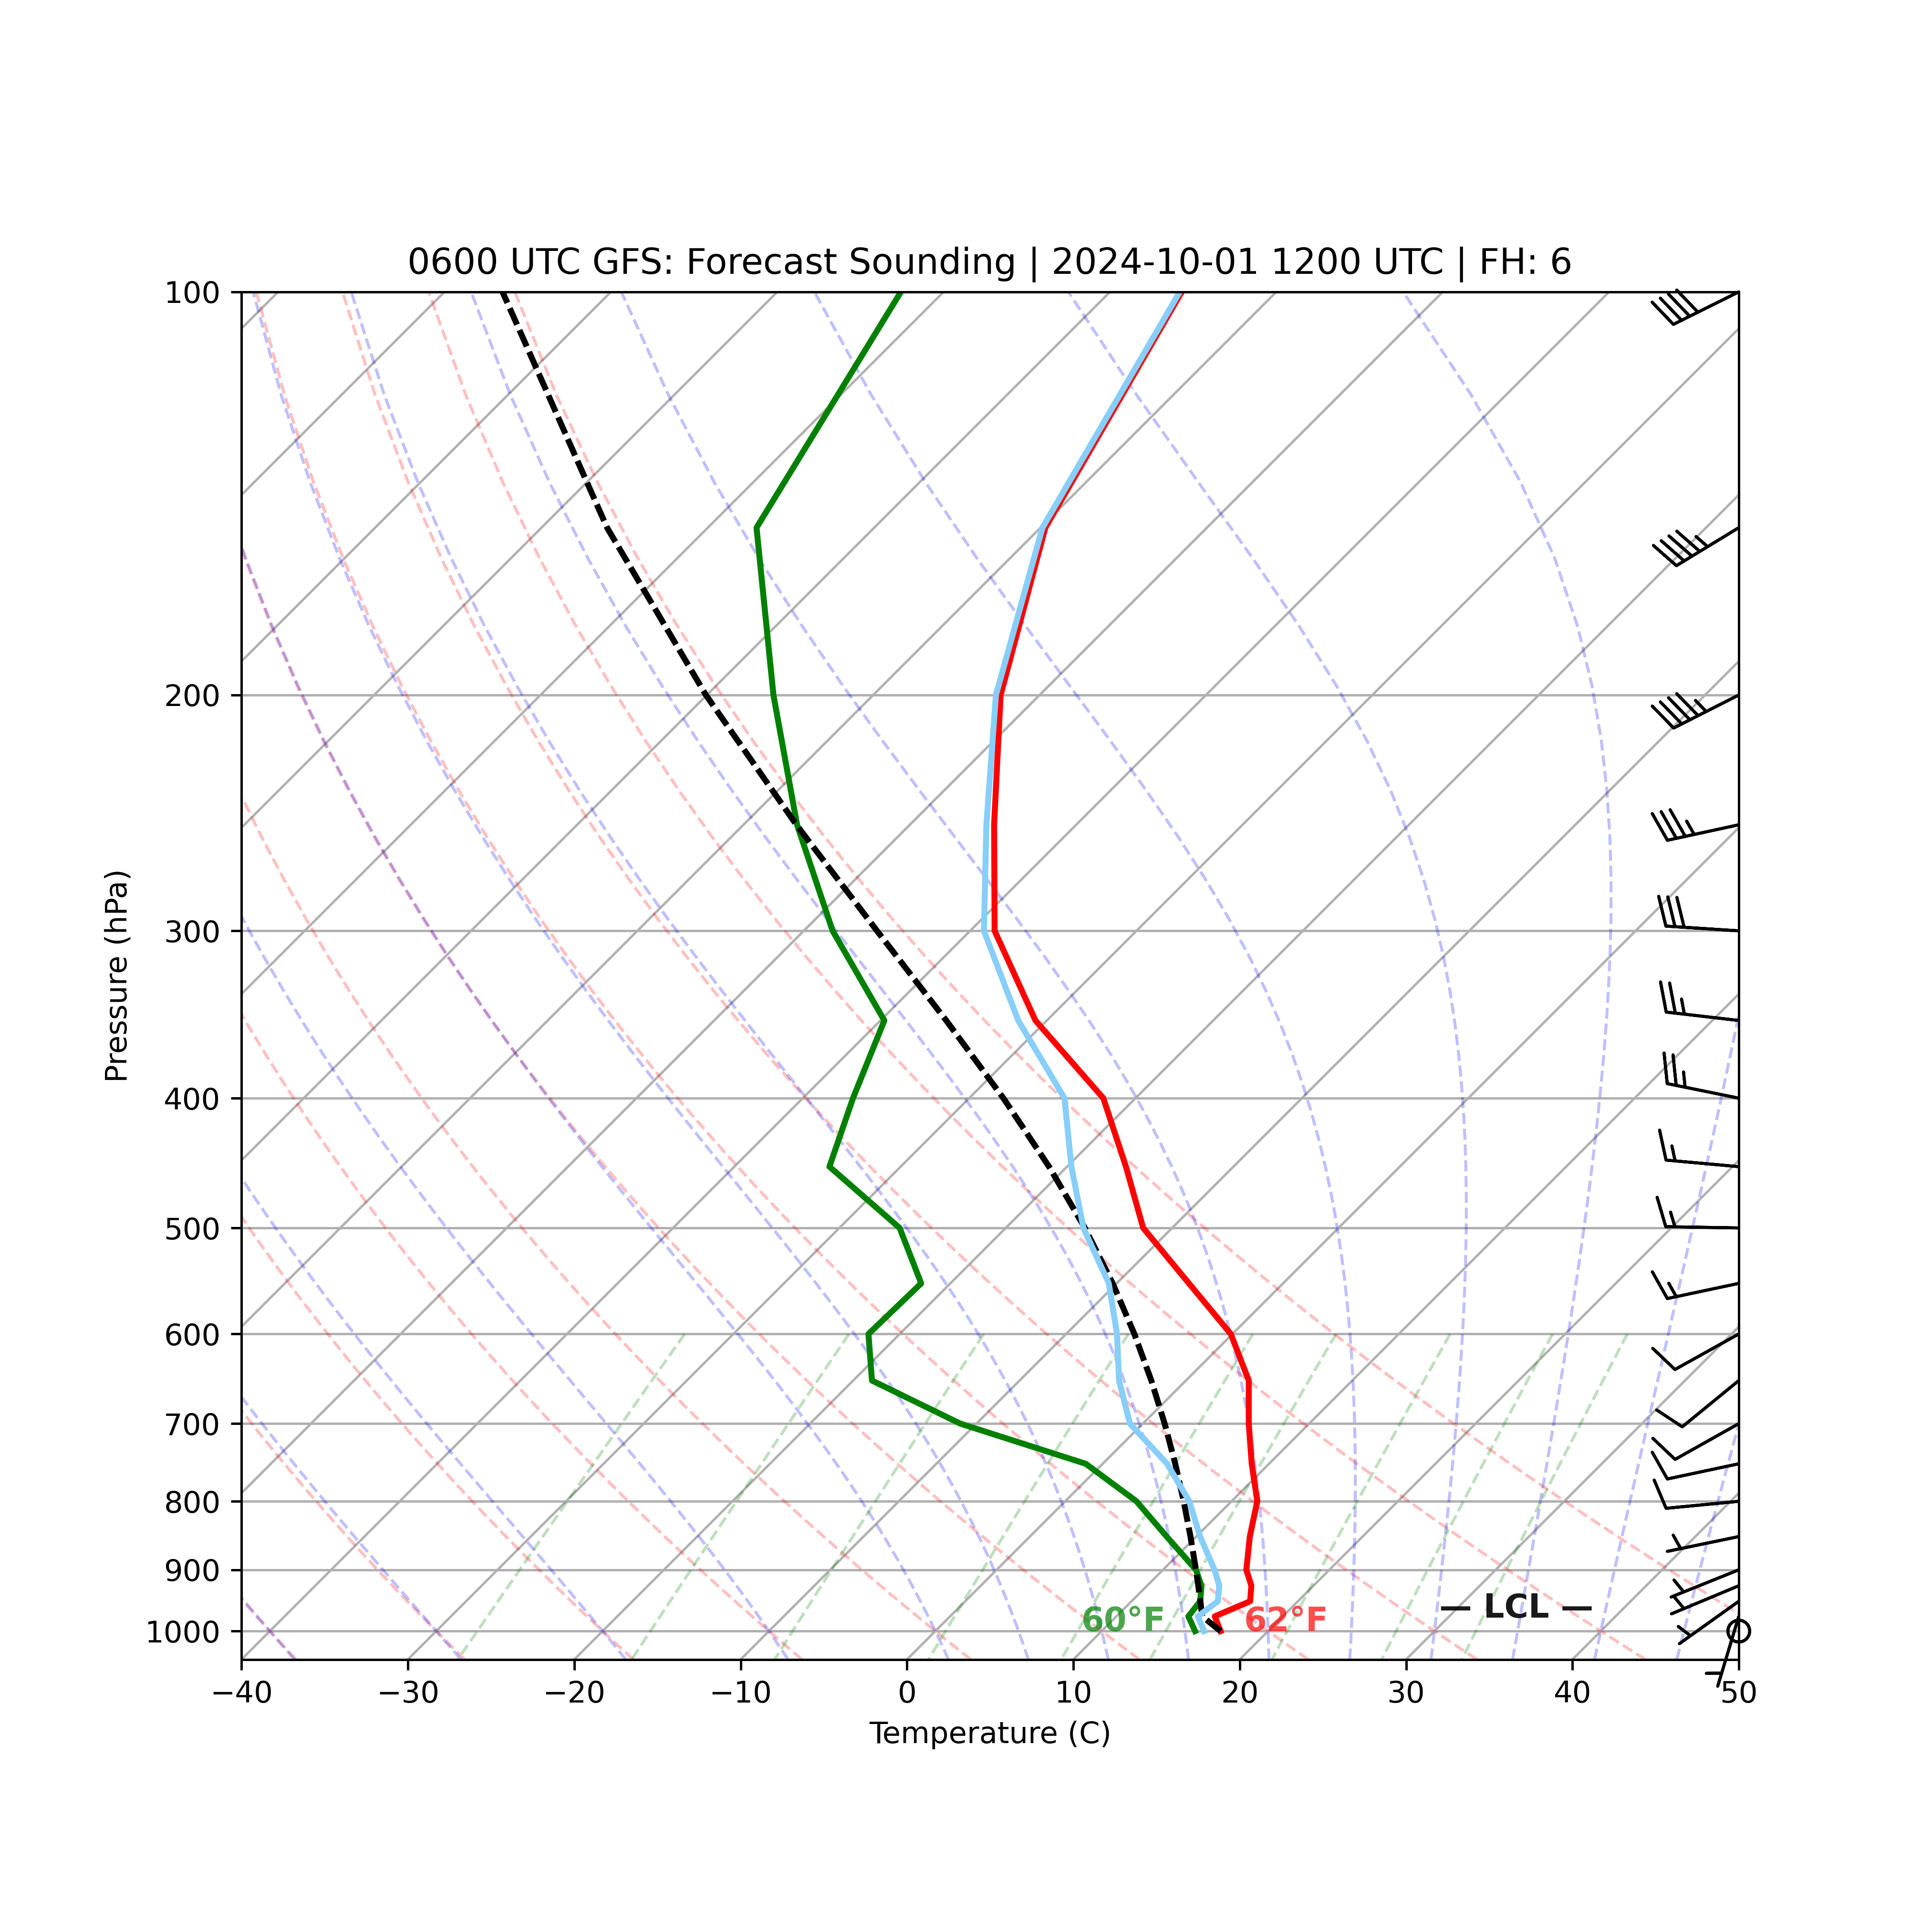 0600 UTC GFS: Forecast Sounding | 2024-10-01 1200 UTC | FH: 6
100
200
300
400
500
600
700
800
900
1000
Pressure (hPa)
60°F
62°F
— LCL —
−40 −30 −20 −10 0 10 20 30 40 50
Temperature (C)